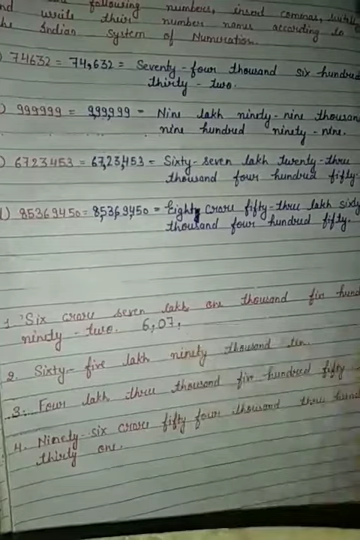 following numbers, insert commas, suitably
and write their number names according to
the Indian System of Numeration.
) 74632 = 74,632 = Seventy-four thousand six hundred
thirty-two.
) 999999 = 9,99,999 = Nine lakh ninety-nine thousand
nine hundred ninety-nine.
) 6723453 = 67,23,453 = Sixty-seven lakh twenty-three
thousand four hundred fifty-
) 85369450 = 8,53,69,450 = Eighty crore fifty-three lakh sixty
thousand four hundred fifty.
1. Six crore seven lakh one thousand five hund
ninety-two. 6,07,
2. Sixty-five lakh ninety thousand ten.
3. Four lakh three thousand five hundred fifty
4. Ninety-six crore fifty four thousand three hund
thirty one.